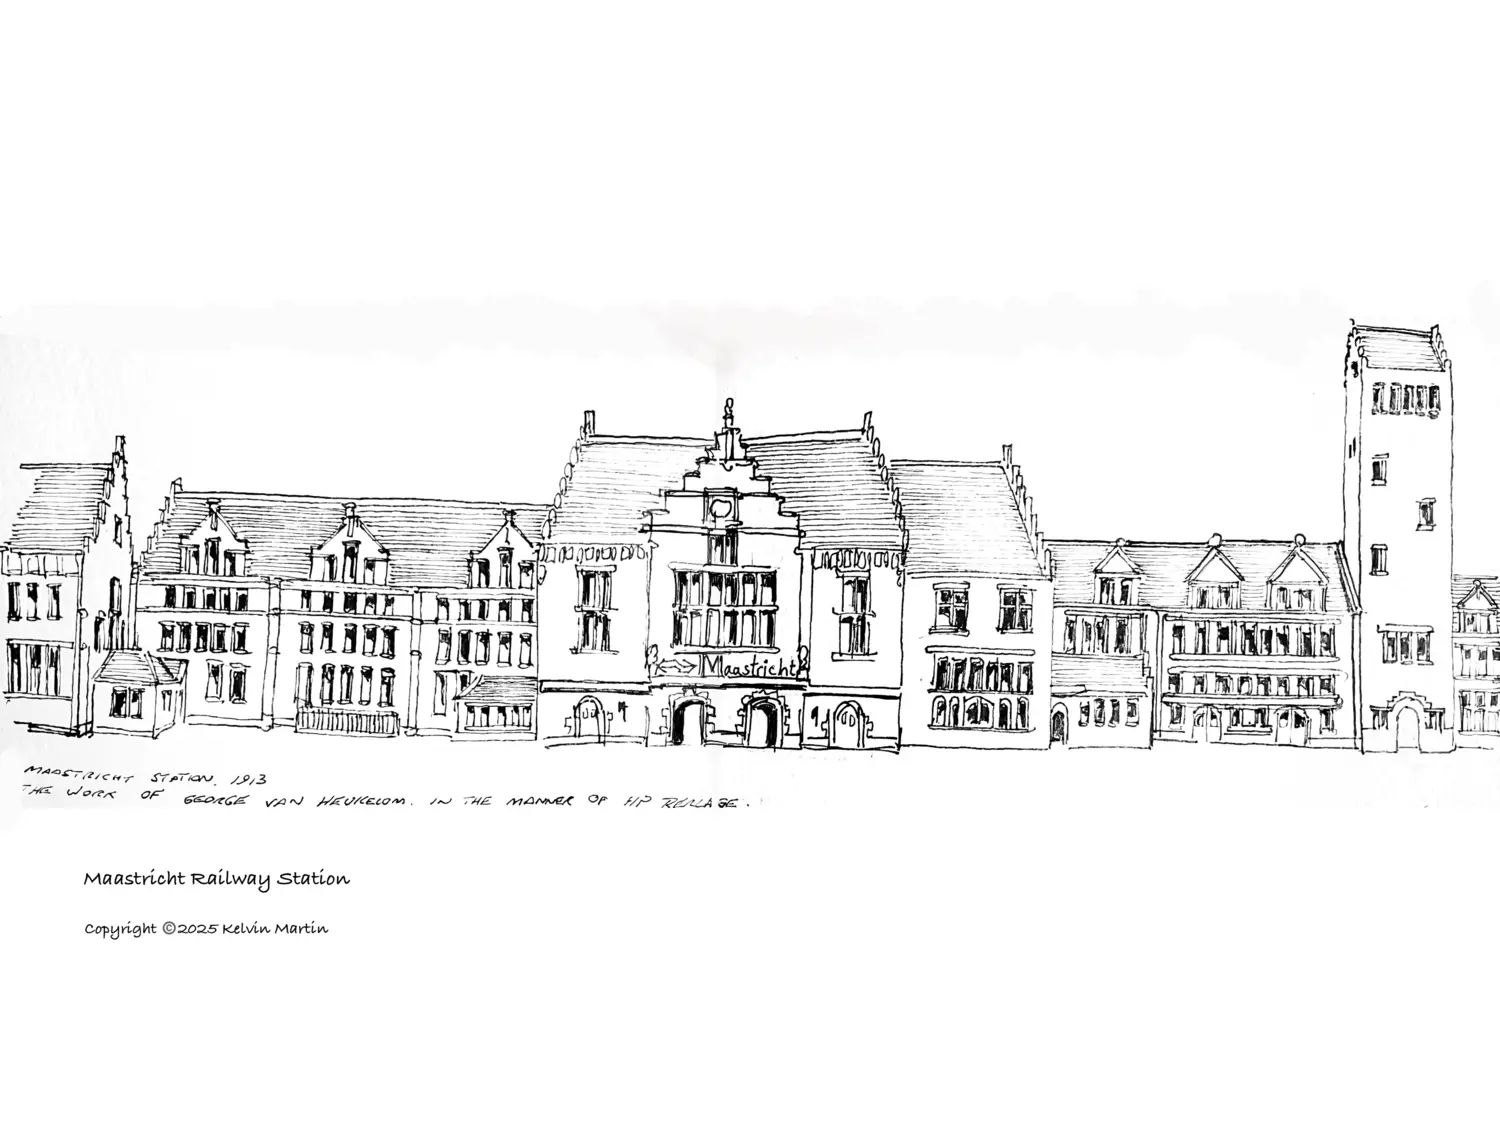 Maastricht
MAASTRICHT STATION. 1913
THE WORK OF GEORGE VAN HEUKELOM. IN THE MANNER OF HP BERLAGE.
Maastricht Railway Station
Copyright ©2025 Kelvin Martin